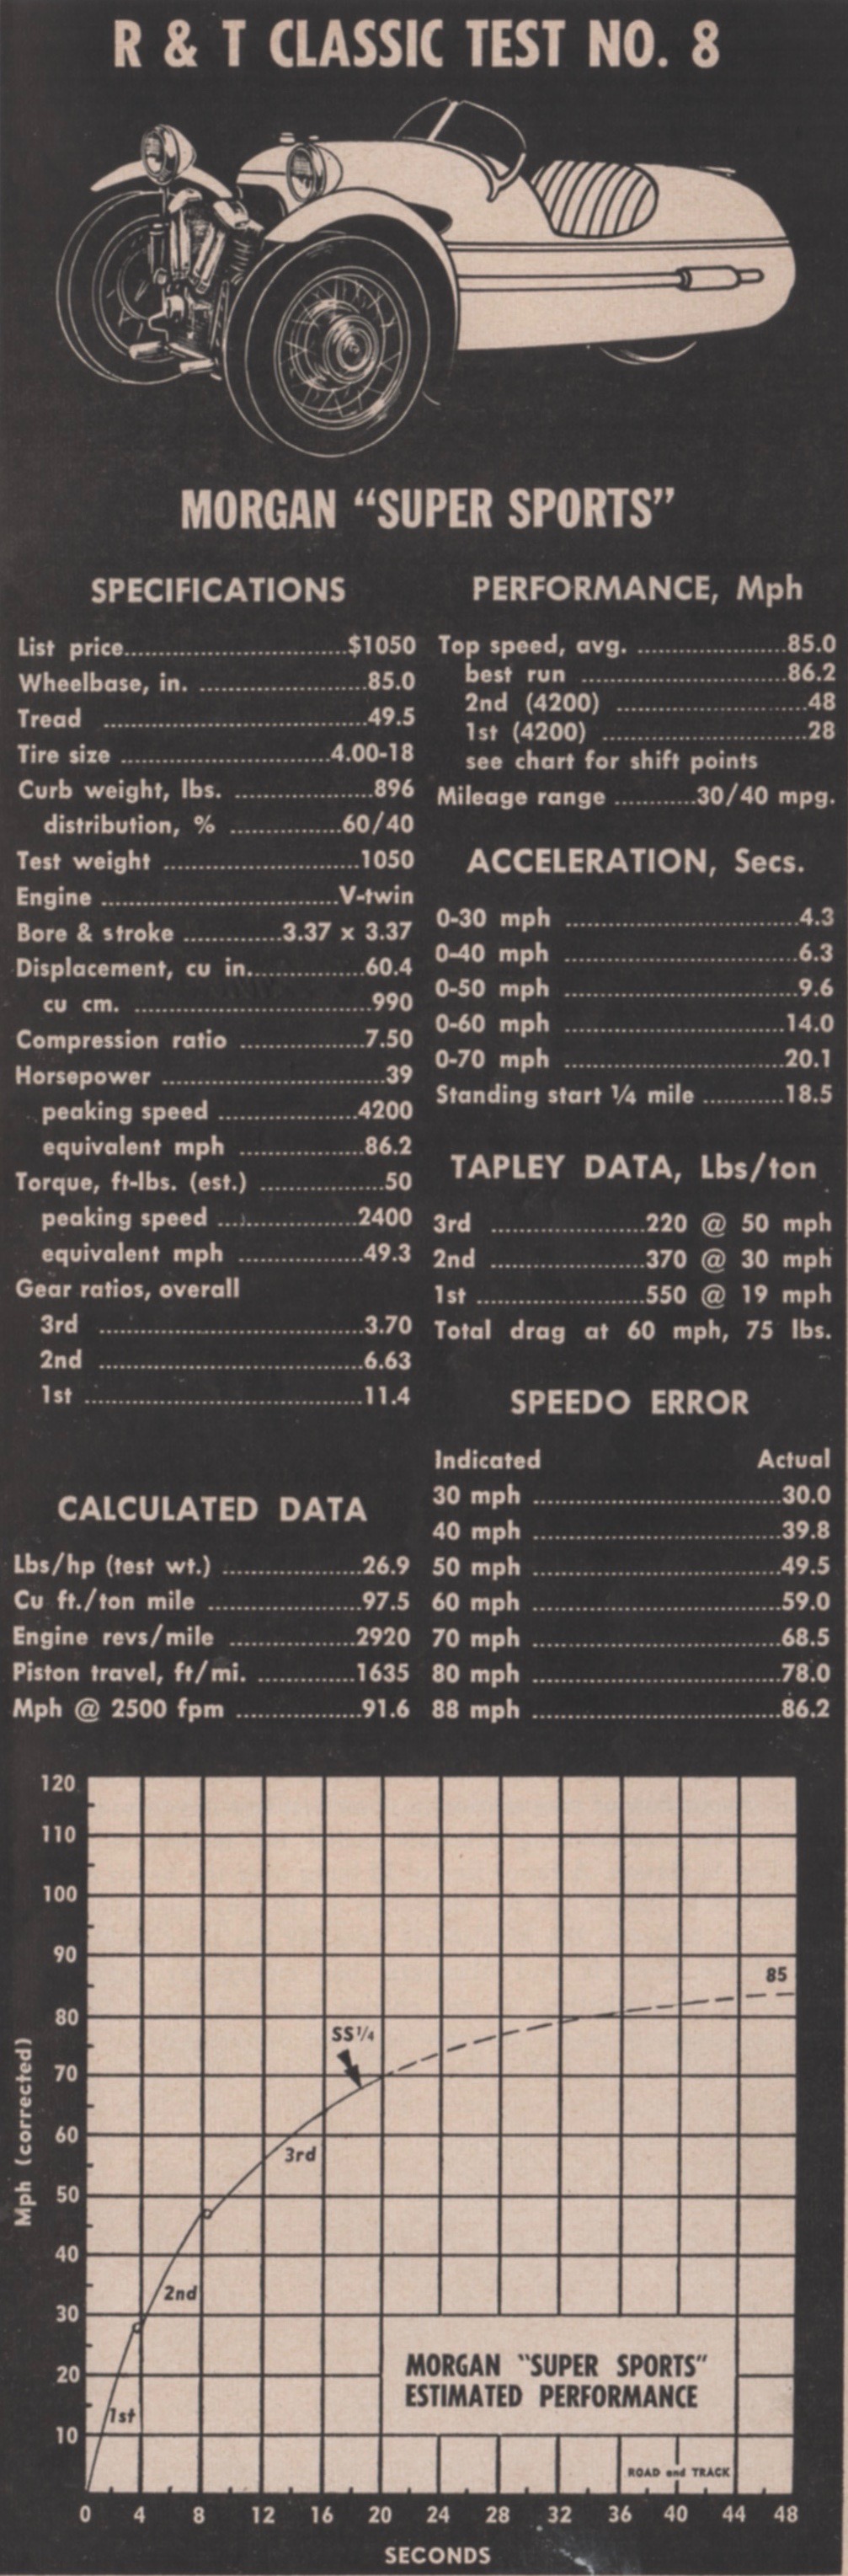 R & T CLASSIC TEST NO. 8
MORGAN “SUPER SPORTS”
SPECIFICATIONS
List price..............................$1050
Wheelbase, in. ......................85.0
Tread ..................................49.5
Tire size ...........................4.00-18
Curb weight, lbs. ..................896
distribution, % ...............60/40
Test weight .........................1050
Engine ..............................V-twin
Bore & stroke .............3.37 x 3.37
Displacement, cu in...............60.4
cu cm. ..............................990
Compression ratio ................7.50
Horsepower ............................39
peaking speed ..................4200
equivalent mph ................86.2
Torque, ft-lbs. (est.) ................50
peaking speed ..................2400
equivalent mph ................49.3
Gear ratios, overall
3rd ..................................3.70
2nd ..................................6.63
1st ....................................11.4
CALCULATED DATA
Lbs/hp (test wt.) ..................26.9
Cu ft./ton mile ....................97.5
Engine revs/mile ................2920
Piston travel, ft/mi. .............1635
Mph @ 2500 fpm .................91.6
PERFORMANCE, Mph
Top speed, avg. ...................85.0
best run ..........................86.2
2nd (4200) ........................48
1st (4200) ..........................28
see chart for shift points
Mileage range ...........30/40 mpg.
ACCELERATION, Secs.
0-30 mph ..............................4.3
0-40 mph ..............................6.3
0-50 mph ..............................9.6
0-60 mph ............................14.0
0-70 mph ............................20.1
Standing start ¼ mile ...........18.5
TAPLEY DATA, Lbs/ton
3rd ....................220 @ 50 mph
2nd ....................370 @ 30 mph
1st ......................550 @ 19 mph
Total drag at 60 mph, 75 lbs.
SPEEDO ERROR
Indicated Actual
30 mph ................................30.0
40 mph ................................39.8
50 mph ................................49.5
60 mph ................................59.0
70 mph ................................68.5
80 mph ................................78.0
88 mph ................................86.2
120
110
100
90
85
80
SS¼
70
60
3rd
50
40
2nd
30
20
1st
10
Mph (corrected)
MORGAN “SUPER SPORTS”
ESTIMATED PERFORMANCE
ROAD and TRACK
0 4 8 12 16 20 24 28 32 36 40 44 48
SECONDS